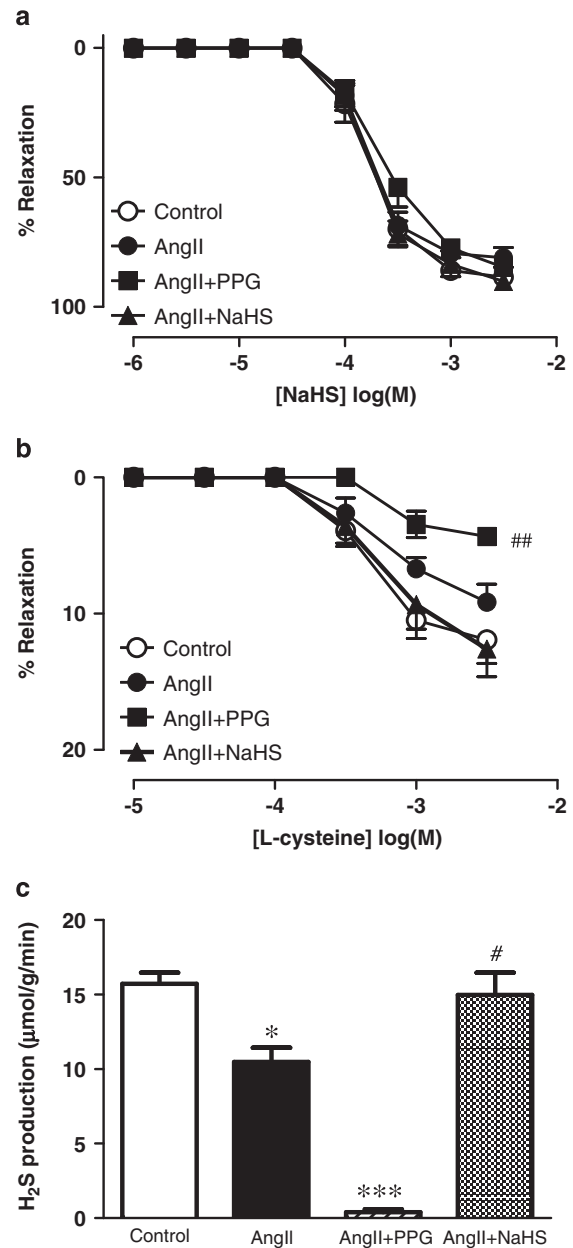 a
% Relaxation
0
50
100
Control
AngII
AngII+PPG
AngII+NaHS
-6
-5
-4
-3
-2
[NaHS] log(M)
b
% Relaxation
0
10
20
##
Control
AngII
AngII+PPG
AngII+NaHS
-5
-4
-3
-2
[L-cysteine] log(M)
c
H₂S production (μmol/g/min)
20
15
10
5
0
*
***
#
Control
AngII
AngII+PPG
AngII+NaHS